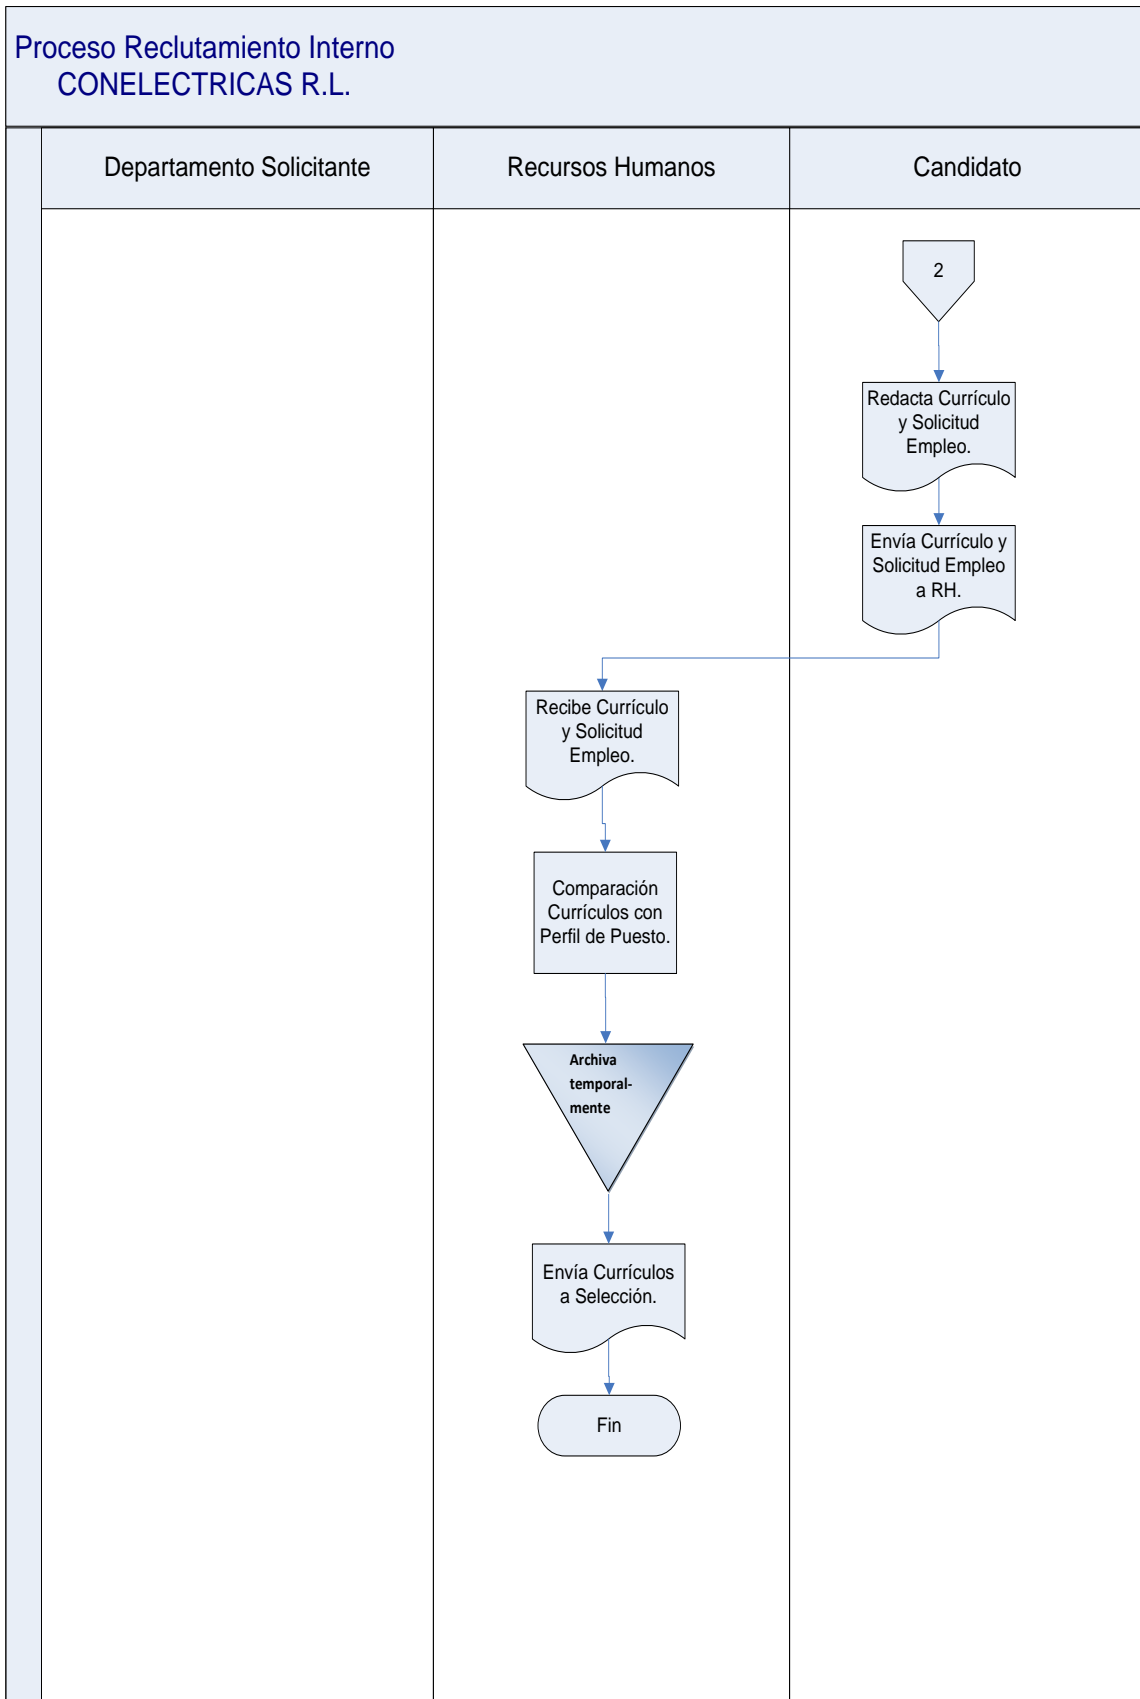 Proceso Reclutamiento Interno
CONELECTRICAS R.L.
Departamento Solicitante
Recursos Humanos
Candidato
2
Redacta Currículo
y Solicitud
Empleo.
Envía Currículo y
Solicitud Empleo
a RH.
Recibe Currículo
y Solicitud
Empleo.
Comparación
Currículos con
Perfil de Puesto.
Archiva
temporal-
mente
Envía Currículos
a Selección.
Fin